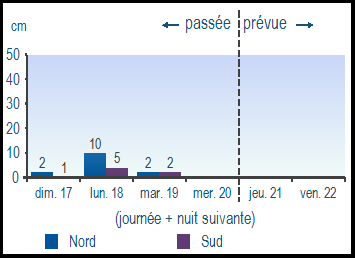 passée prévue
cm
50
40
30
20
10
0
2 1 10 5 2 2
dim. 17 lun. 18 mar. 19 mer. 20 jeu. 21 ven. 22
(journée + nuit suivante)
Nord Sud